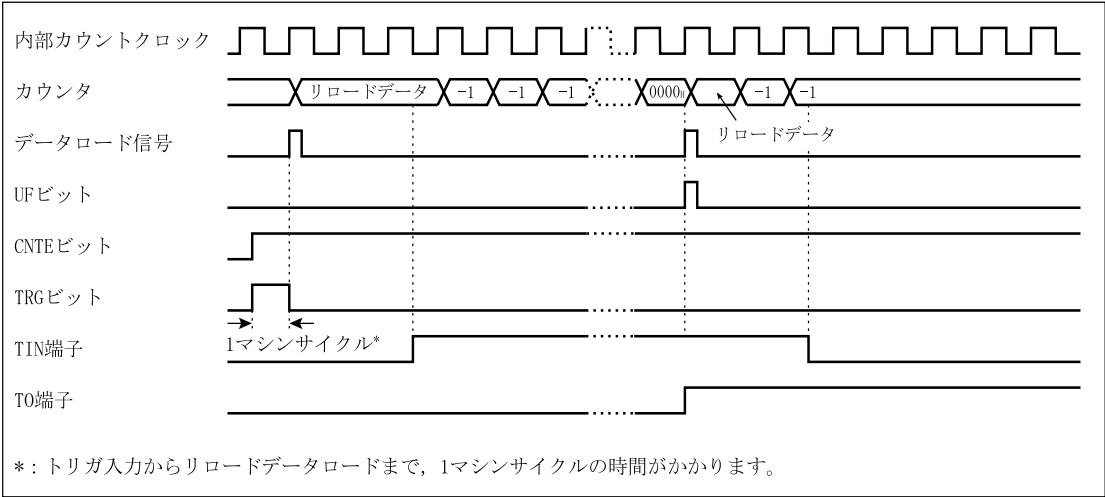 内部カウントクロック
カウンタ
リロードデータ
-1
-1
-1
0000H
-1
-1
リロードデータ
データロード信号
UFビット
CNTEビット
TRGビット
1マシンサイクル*
TIN端子
TO端子
*：トリガ入力からリロードデータロードまで，1マシンサイクルの時間がかかります。